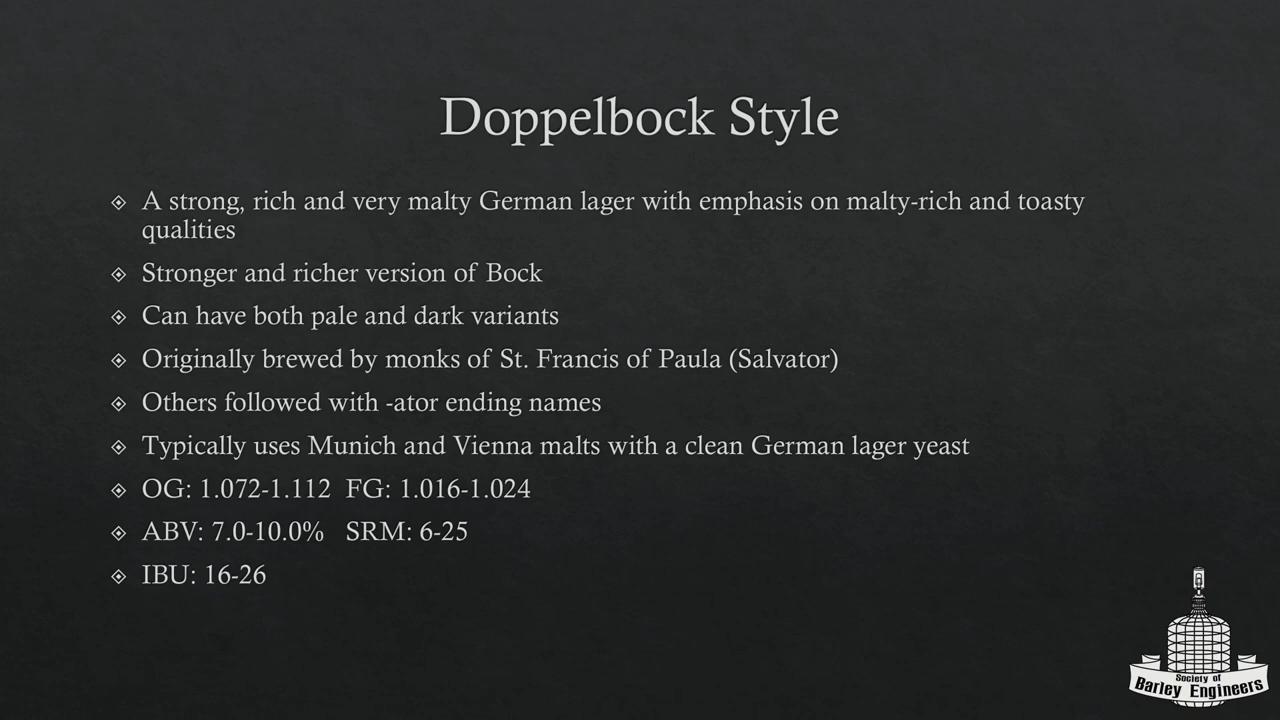 Doppelbock Style
A strong, rich and very malty German lager with emphasis on malty-rich and toasty
qualities
Stronger and richer version of Bock
Can have both pale and dark variants
Originally brewed by monks of St. Francis of Paula (Salvator)
Others followed with -ator ending names
Typically uses Munich and Vienna malts with a clean German lager yeast
OG: 1.072-1.112  FG: 1.016-1.024
ABV: 7.0-10.0%   SRM: 6-25
IBU: 16-26
Society of
Barley Engineers